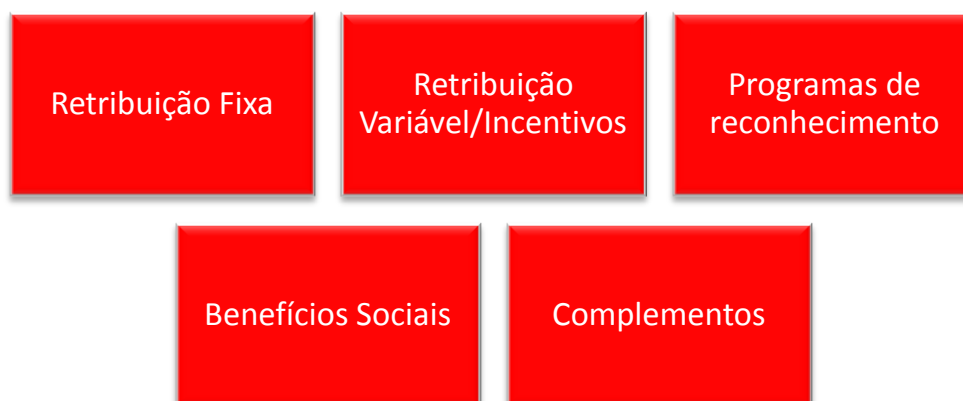 Retribuição Fixa
Retribuição
Variável/Incentivos
Programas de
reconhecimento
Benefícios Sociais
Complementos